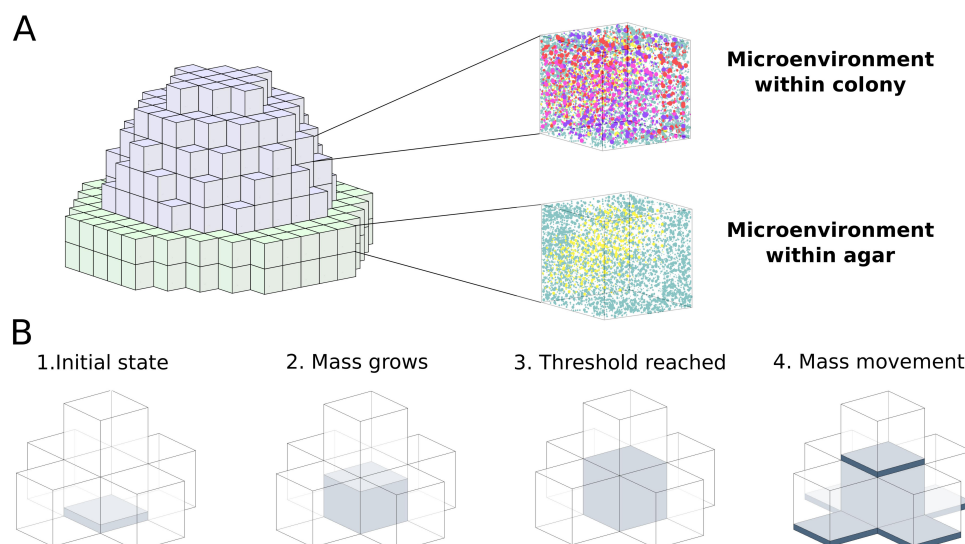 A
Microenvironment
within colony
Microenvironment
within agar
B
1.Initial state
2. Mass grows
3. Threshold reached
4. Mass movement